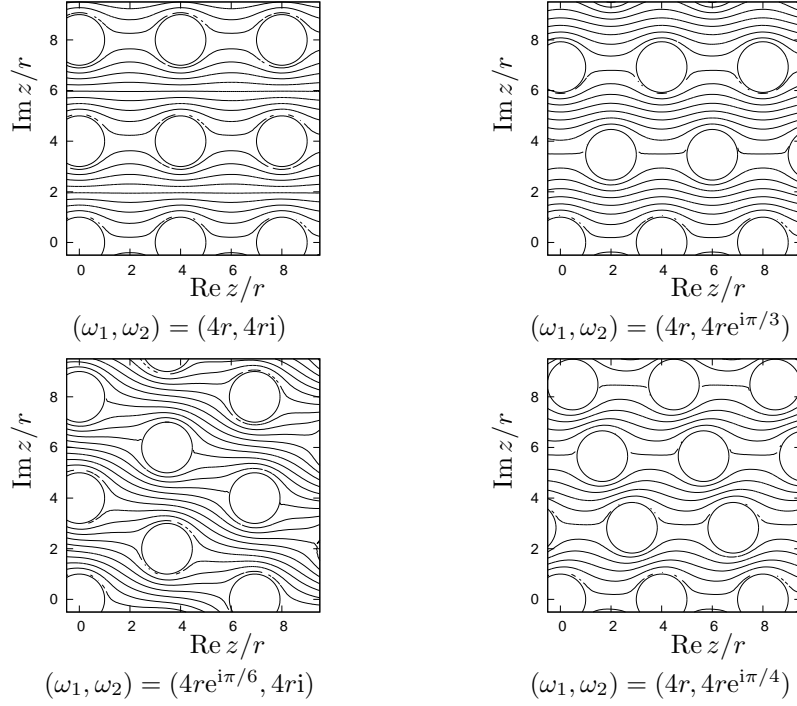 Im z/r
8
6
4
2
0
0 2 4 6 8
Re z/r
(ω₁, ω₂) = (4r, 4ri)
Im z/r
8
6
4
2
0
0 2 4 6 8
Re z/r
(ω₁, ω₂) = (4r, 4re^{iπ/3})
Im z/r
8
6
4
2
0
0 2 4 6 8
Re z/r
(ω₁, ω₂) = (4re^{iπ/6}, 4ri)
Im z/r
8
6
4
2
0
0 2 4 6 8
Re z/r
(ω₁, ω₂) = (4r, 4re^{iπ/4})